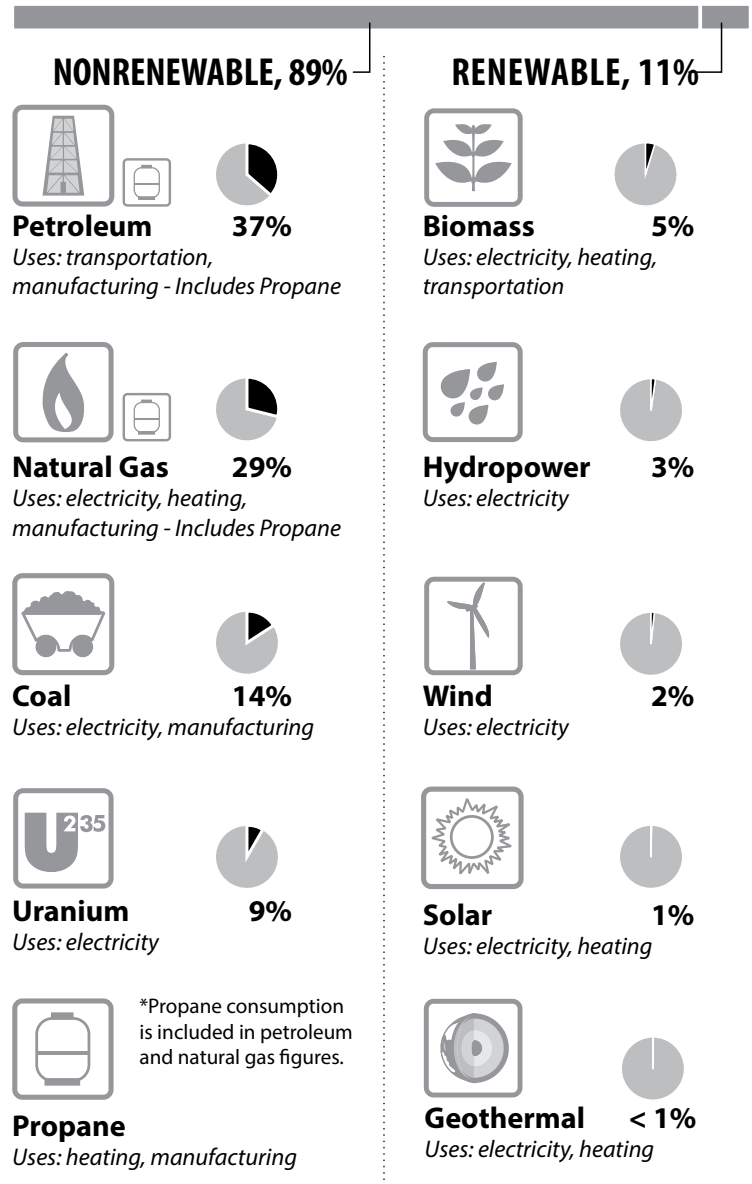 NONRENEWABLE, 89%
Petroleum 37%
Uses: transportation,
manufacturing - Includes Propane
Natural Gas 29%
Uses: electricity, heating,
manufacturing - Includes Propane
Coal 14%
Uses: electricity, manufacturing
U235
Uranium 9%
Uses: electricity
*Propane consumption
is included in petroleum
and natural gas figures.
Propane
Uses: heating, manufacturing
RENEWABLE, 11%
Biomass 5%
Uses: electricity, heating,
transportation
Hydropower 3%
Uses: electricity
Wind 2%
Uses: electricity
Solar 1%
Uses: electricity, heating
Geothermal < 1%
Uses: electricity, heating